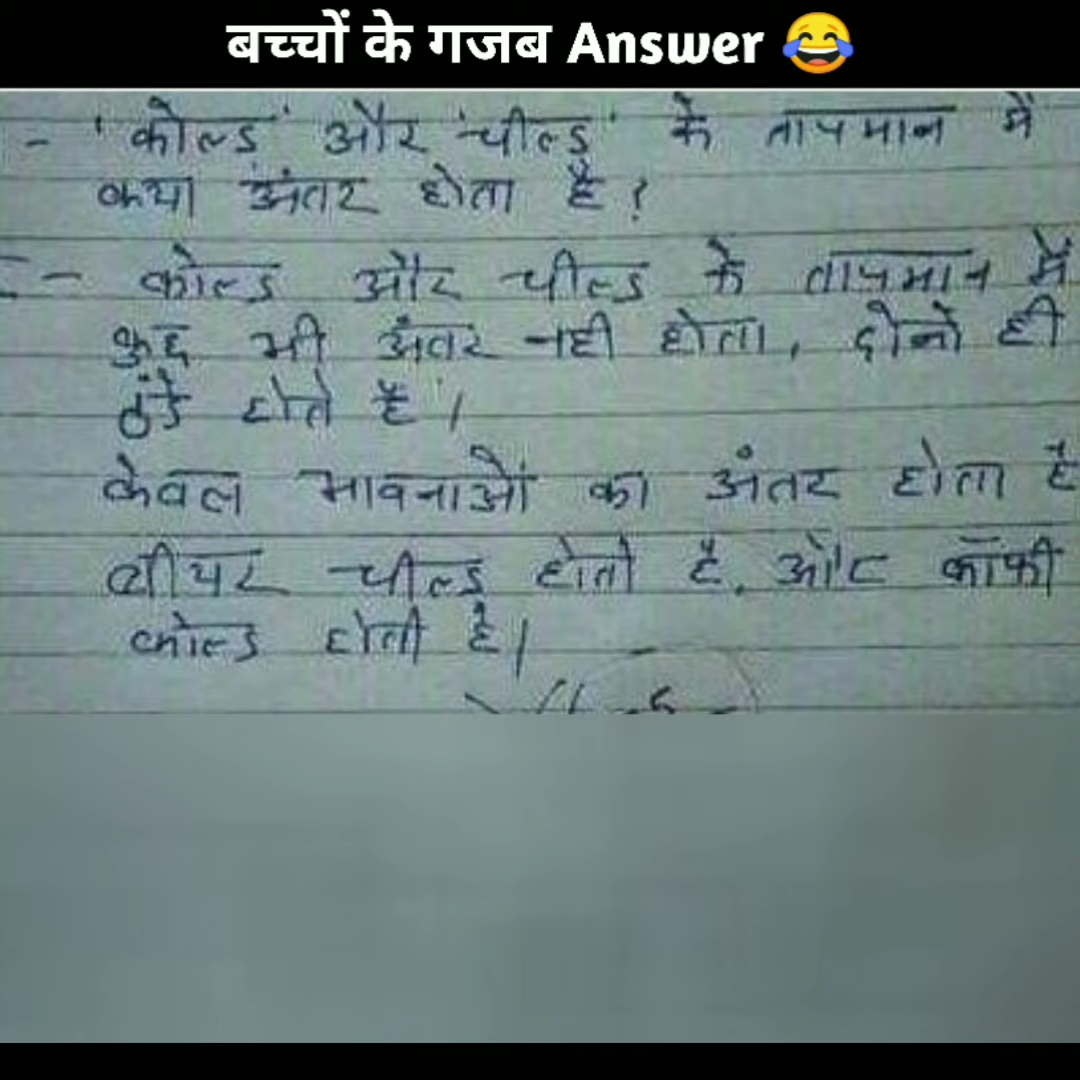 बच्चों के गजब Answer 😂
- 'कोल्ड' और 'चील्ड' के तापमान में
क्या अंतर होता है?
- कोल्ड और चील्ड के तापमान में
कुछ भी अंतर नही होता, दोनो ही
ठंडे होते हैं।
केवल भावनाओं का अंतर होता है
बीयर चील्ड होती है, और कॉफी
कोल्ड होती है।